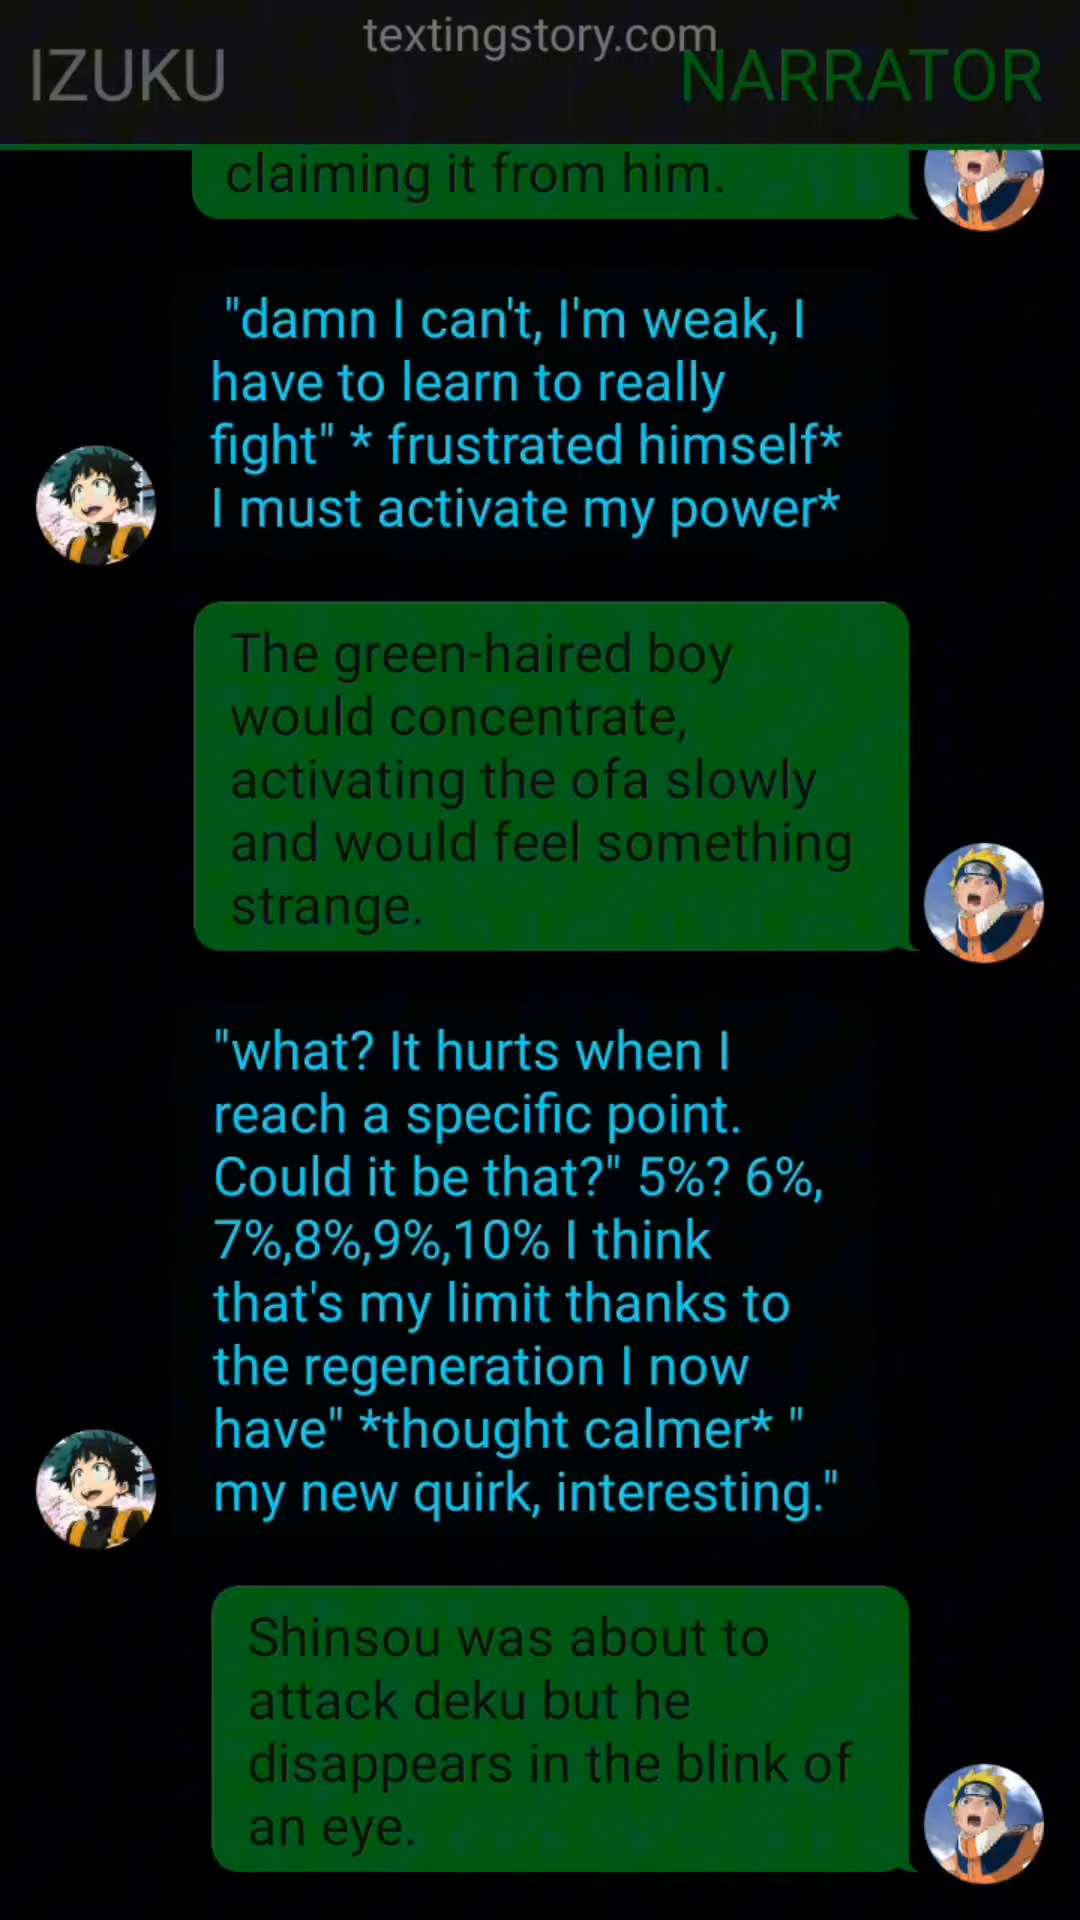 textingstory.com
IZUKU
NARRATOR
claiming it from him.
"damn I can't, I'm weak, I
have to learn to really
fight" * frustrated himself*
I must activate my power*
The green-haired boy
would concentrate,
activating the ofa slowly
and would feel something
strange.
"what? It hurts when I
reach a specific point.
Could it be that?" 5%? 6%,
7%,8%,9%,10% I think
that's my limit thanks to
the regeneration I now
have" *thought calmer* "
my new quirk, interesting."
Shinsou was about to
attack deku but he
disappears in the blink of
an eye.